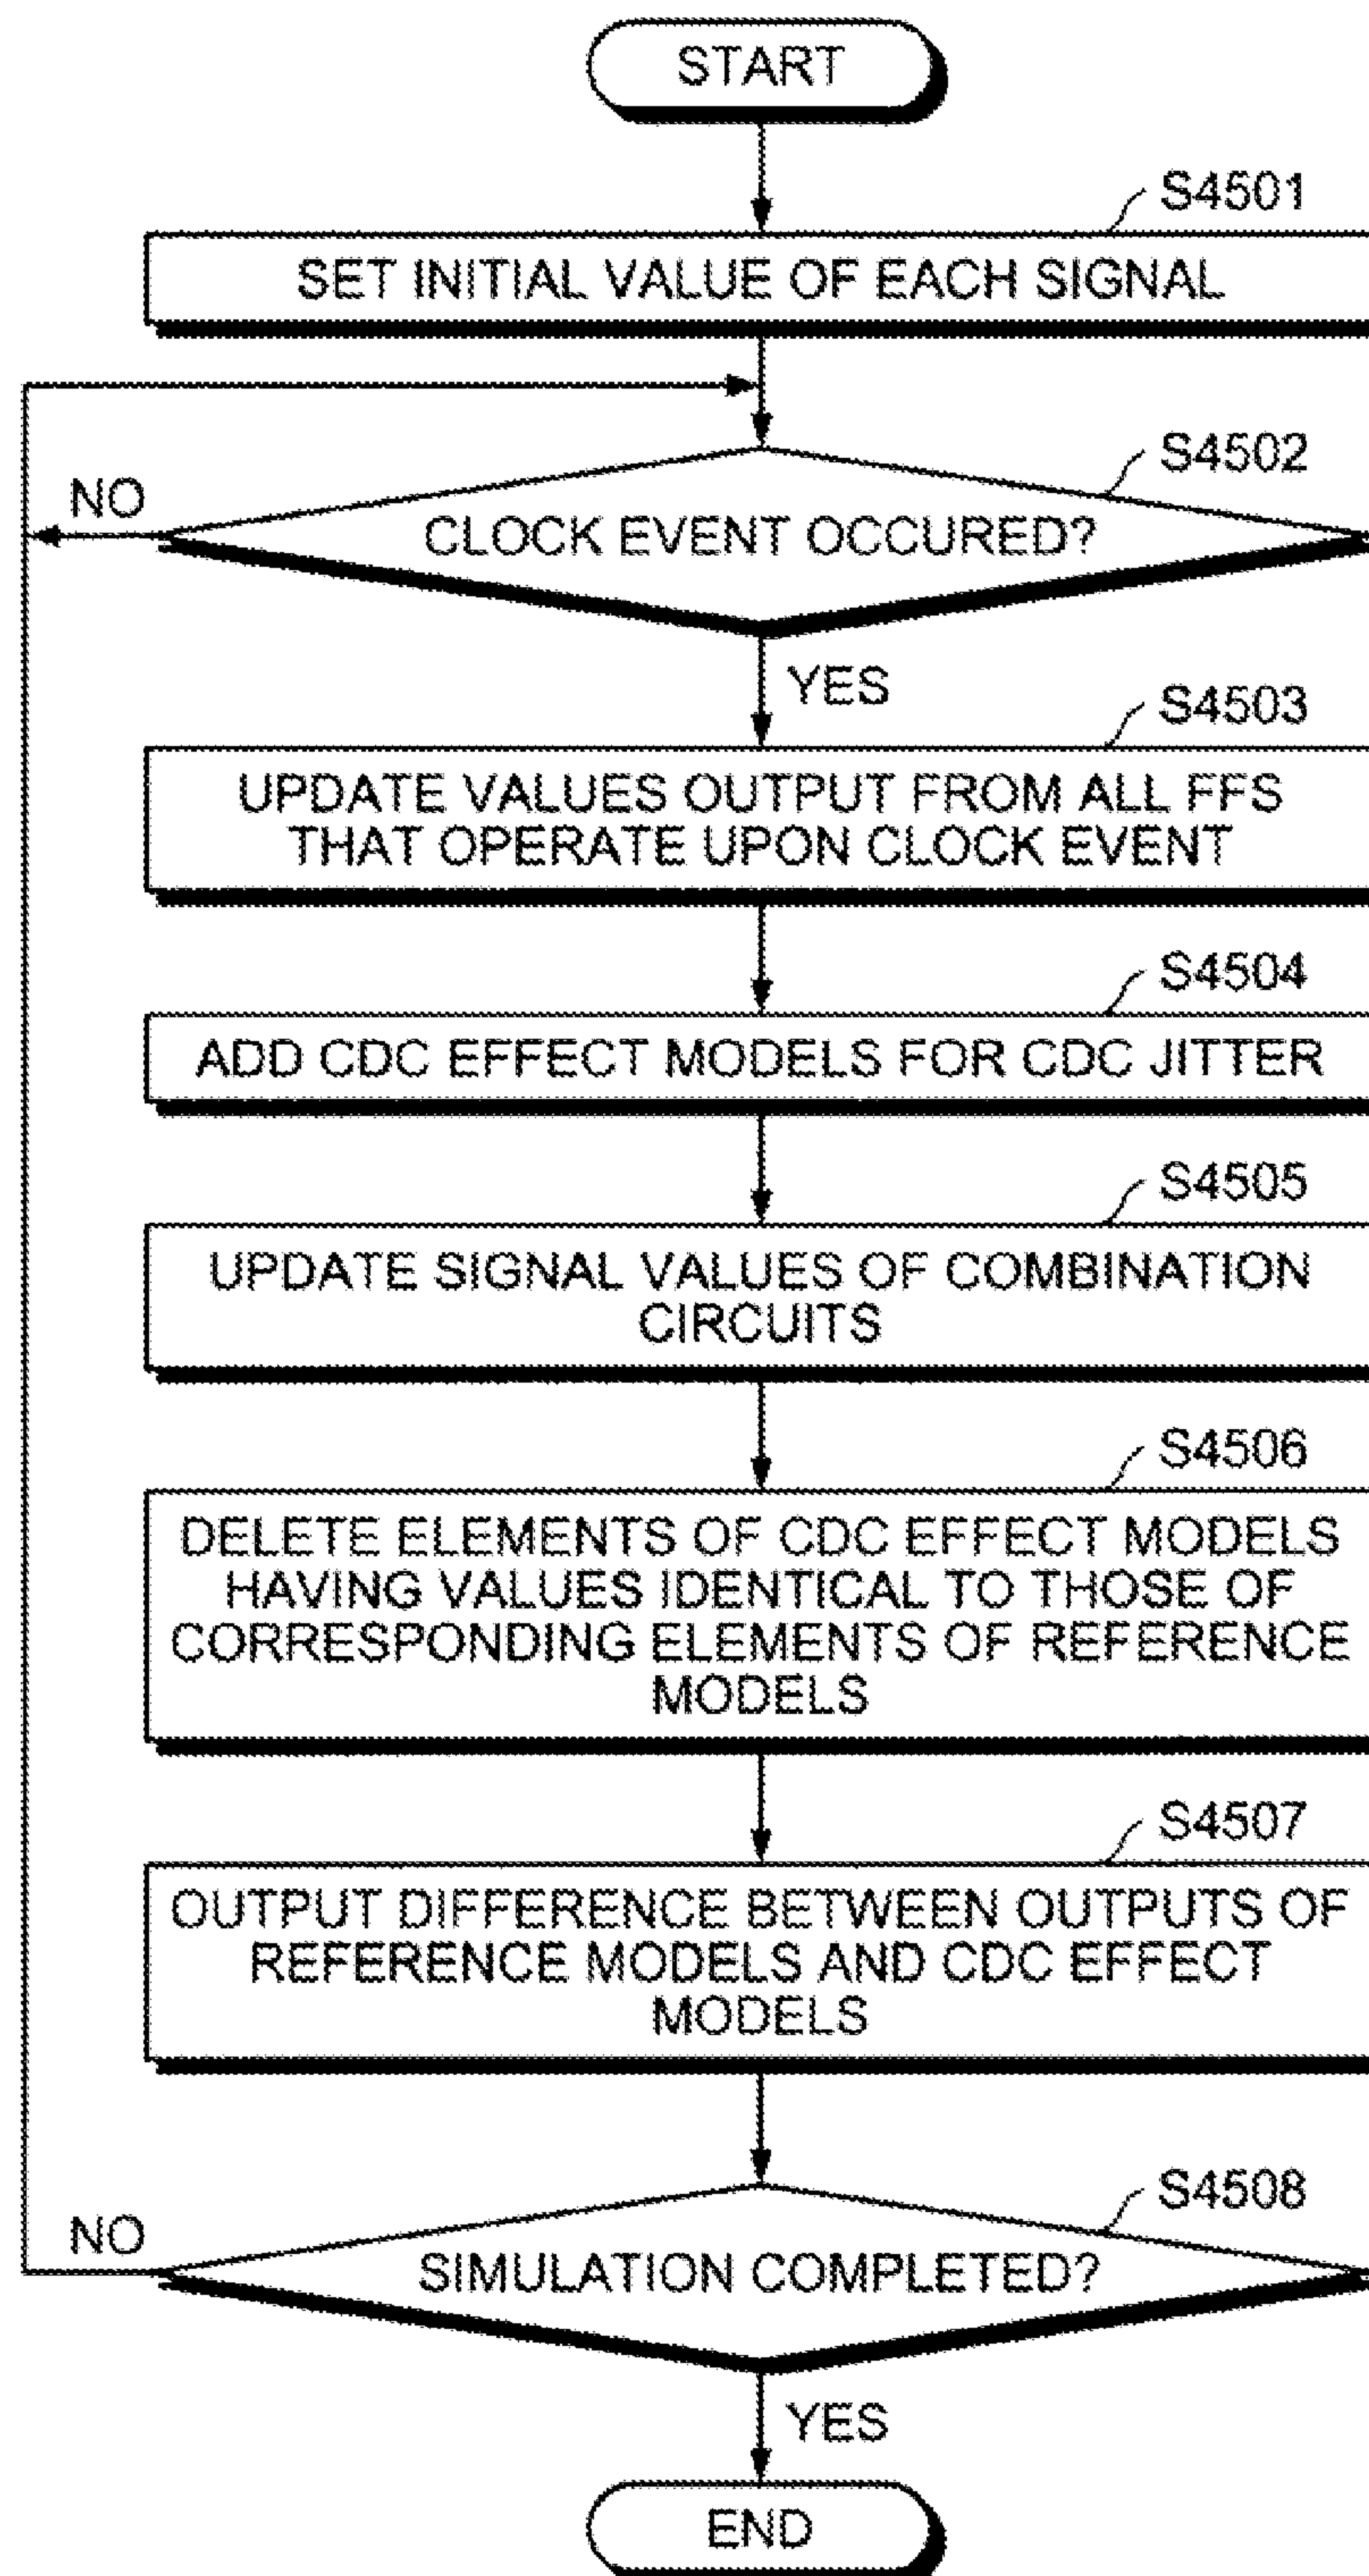 START
S4501
SET INITIAL VALUE OF EACH SIGNAL
S4502
NO
CLOCK EVENT OCCURED?
YES
S4503
UPDATE VALUES OUTPUT FROM ALL FFS
THAT OPERATE UPON CLOCK EVENT
S4504
ADD CDC EFFECT MODELS FOR CDC JITTER
S4505
UPDATE SIGNAL VALUES OF COMBINATION
CIRCUITS
S4506
DELETE ELEMENTS OF CDC EFFECT MODELS
HAVING VALUES IDENTICAL TO THOSE OF
CORRESPONDING ELEMENTS OF REFERENCE
MODELS
S4507
OUTPUT DIFFERENCE BETWEEN OUTPUTS OF
REFERENCE MODELS AND CDC EFFECT
MODELS
S4508
NO
SIMULATION COMPLETED?
YES
END